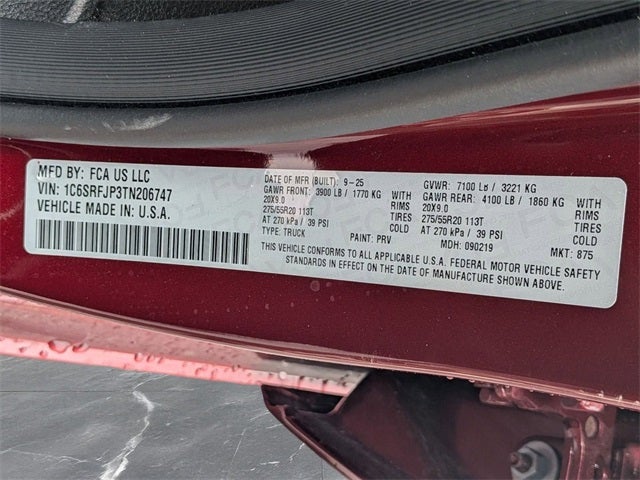 MFD BY: FCA US LLC
VIN: 1C6SRFJP3TN206747
VEHICLE MADE IN U.S.A.
DATE OF MFR (BUILT): 9-25 GVWR: 7100 LB / 3221 KG
GAWR FRONT: 3900 LB / 1770 KG WITH GAWR REAR: 4100 LB / 1860 KG WITH
20X9.0 RIMS 20X9.0 RIMS
275/55R20 113T TIRES 275/55R20 113T TIRES
AT 270 kPa / 39 PSI COLD AT 270 kPa / 39 PSI COLD
TYPE: TRUCK PAINT: PRV MDH: 090219 MKT: 875
THIS VEHICLE CONFORMS TO ALL APPLICABLE U.S.A. FEDERAL MOTOR VEHICLE SAFETY
STANDARDS IN EFFECT ON THE DATE OF MANUFACTURE SHOWN ABOVE.